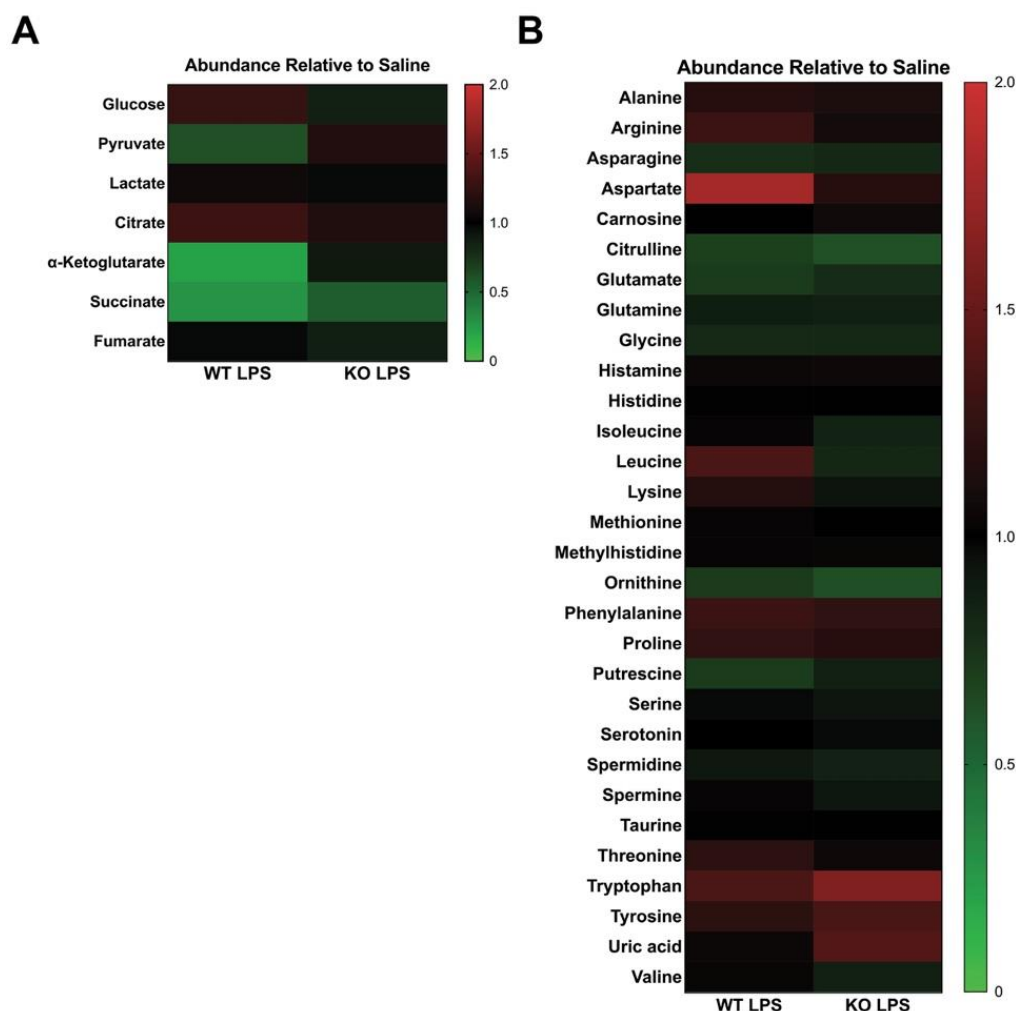 A
Abundance Relative to Saline
Glucose
Pyruvate
Lactate
Citrate
α-Ketoglutarate
Succinate
Fumarate
WT LPS KO LPS
2.0
1.5
1.0
0.5
0
B
Abundance Relative to Saline
Alanine
Arginine
Asparagine
Aspartate
Carnosine
Citrulline
Glutamate
Glutamine
Glycine
Histamine
Histidine
Isoleucine
Leucine
Lysine
Methionine
Methylhistidine
Ornithine
Phenylalanine
Proline
Putrescine
Serine
Serotonin
Spermidine
Spermine
Taurine
Threonine
Tryptophan
Tyrosine
Uric acid
Valine
WT LPS KO LPS
2.0
1.5
1.0
0.5
0